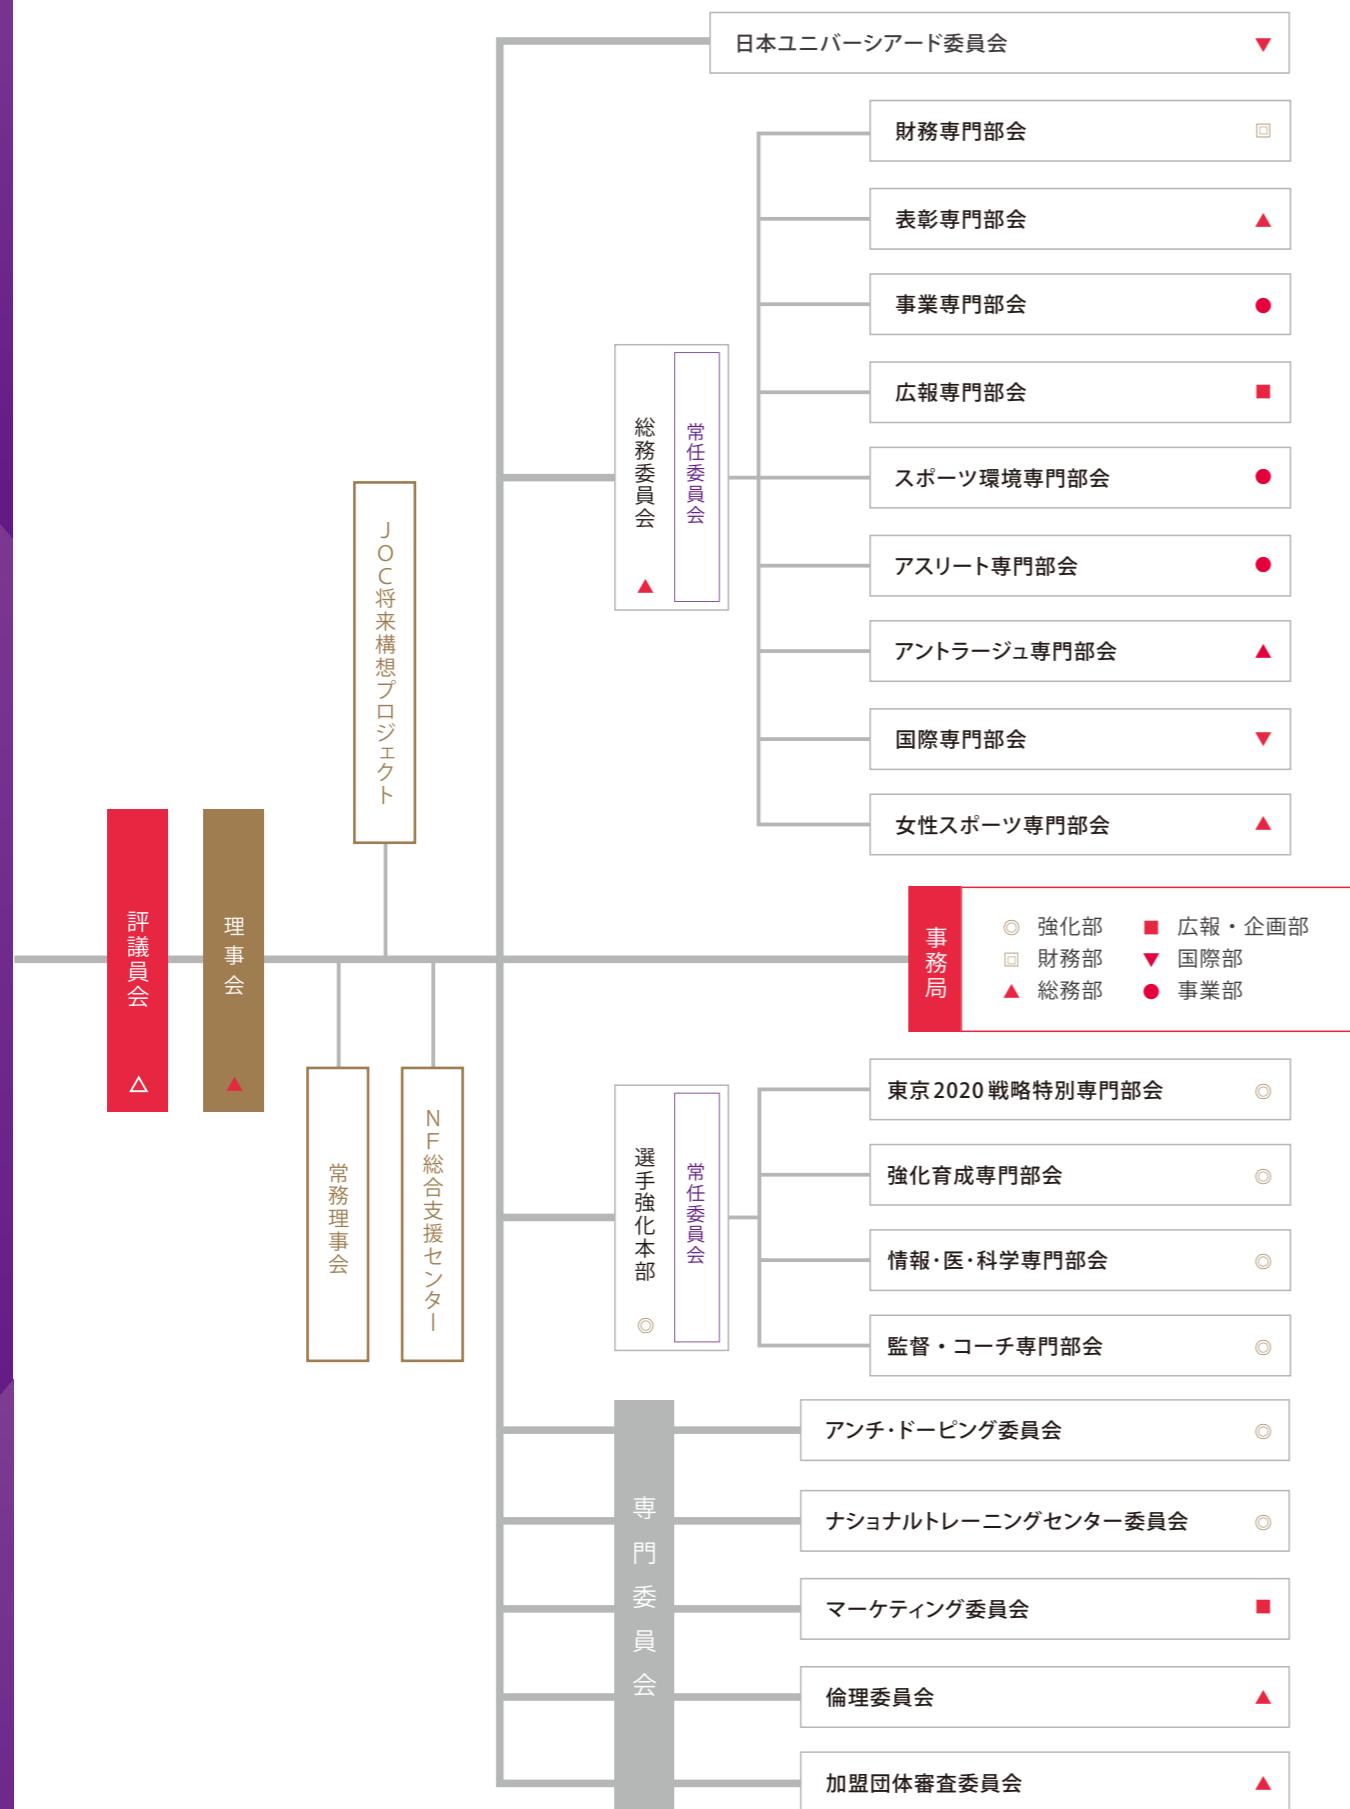 日本ユニバーシアード委員会 ▼
財務専門部会 回
表彰専門部会 ▲
事業専門部会 ●
広報専門部会 ■
スポーツ環境専門部会 ●
アスリート専門部会 ●
アントラージュ専門部会 ▲
国際専門部会 ▼
女性スポーツ専門部会 ▲
総務委員会 ▲
常任委員会
JOC将来構想プロジェクト
評議員会 △
理事会 ▲
事務局
◎ 強化部 ■ 広報・企画部
回 財務部 ▼ 国際部
▲ 総務部 ● 事業部
常務理事会
NF総合支援センター
選手強化本部 ◎
常任委員会
東京2020戦略特別専門部会 ◎
強化育成専門部会 ◎
情報・医・科学専門部会 ◎
監督・コーチ専門部会 ◎
専門委員会
アンチ・ドーピング委員会 ◎
ナショナルトレーニングセンター委員会 ◎
マーケティング委員会 ■
倫理委員会 ▲
加盟団体審査委員会 ▲